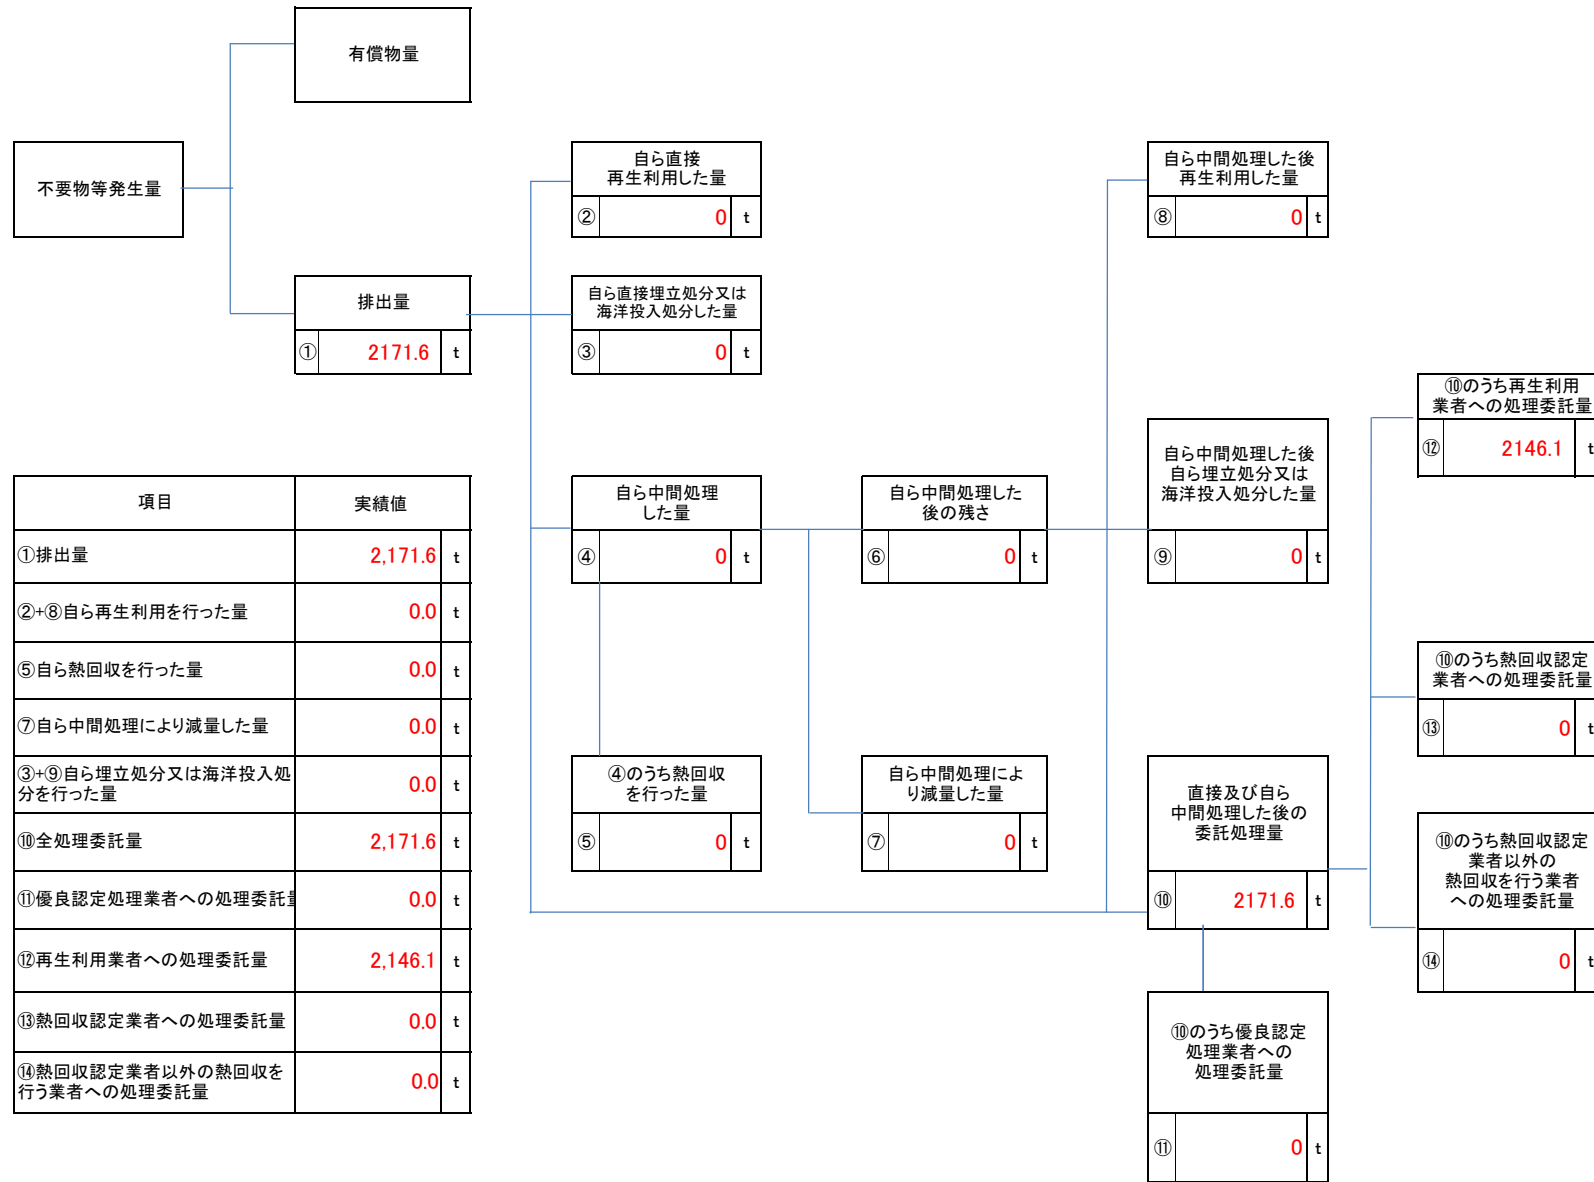 有償物量
不要物等発生量
排出量
① 2171.6 t
自ら直接
再生利用した量
② 0 t
自ら直接埋立処分又は
海洋投入処分した量
③ 0 t
自ら中間処理した後
再生利用した量
⑧ 0 t
⑩のうち再生利用
業者への処理委託量
⑫ 2146.1 t
自ら中間処理した後
自ら埋立処分又は
海洋投入処分した量
⑨ 0 t
自ら中間処理
した量
④ 0 t
自ら中間処理した
後の残さ
⑥ 0 t
⑩のうち熱回収認定
業者への処理委託量
⑬ 0 t
④のうち熱回収
を行った量
⑤ 0 t
自ら中間処理によ
り減量した量
⑦ 0 t
直接及び自ら
中間処理した後の
委託処理量
⑩ 2171.6 t
⑩のうち熱回収認定
業者以外の
熱回収を行う業者
への処理委託量
⑭ 0 t
⑩のうち優良認定
処理業者への
処理委託量
⑪ 0 t
項目 実績値
①排出量 2,171.6 t
②+⑧自ら再生利用を行った量 0.0 t
⑤自ら熱回収を行った量 0.0 t
⑦自ら中間処理により減量した量 0.0 t
③+⑨自ら埋立処分又は海洋投入処
分を行った量 0.0 t
⑩全処理委託量 2,171.6 t
⑪優良認定処理業者への処理委託量 0.0 t
⑫再生利用業者への処理委託量 2,146.1 t
⑬熱回収認定業者への処理委託量 0.0 t
⑭熱回収認定業者以外の熱回収を
行う業者への処理委託量 0.0 t